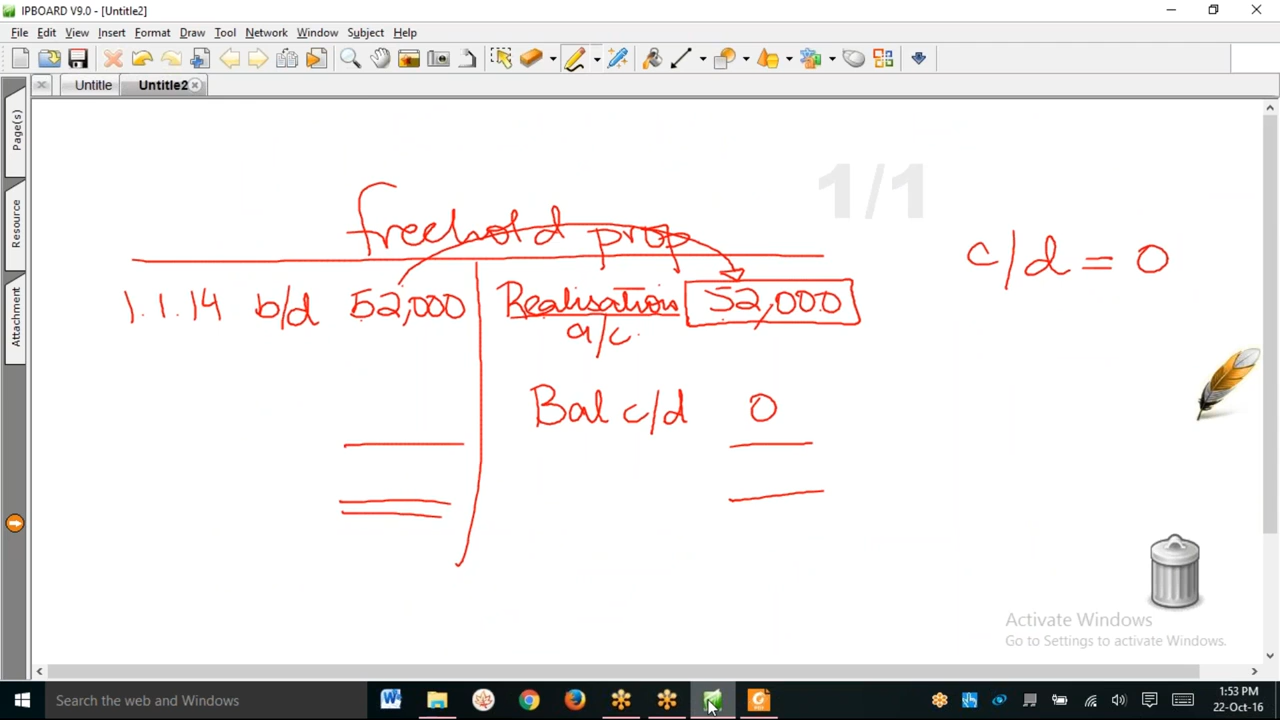 IPBOARD V9.0 - [Untitle2]
File Edit View Insert Format Draw Tool Network Window Subject Help
Untitle Untitle2
Page(s)
Resource
Attachment
1/1
freehold prop
c/d = 0
1.1.14 b/d 52,000 Realisation 52,000
a/c.
Bal c/d 0
Activate Windows
Go to Settings to activate Windows.
Search the web and Windows
1:53 PM
22-Oct-16